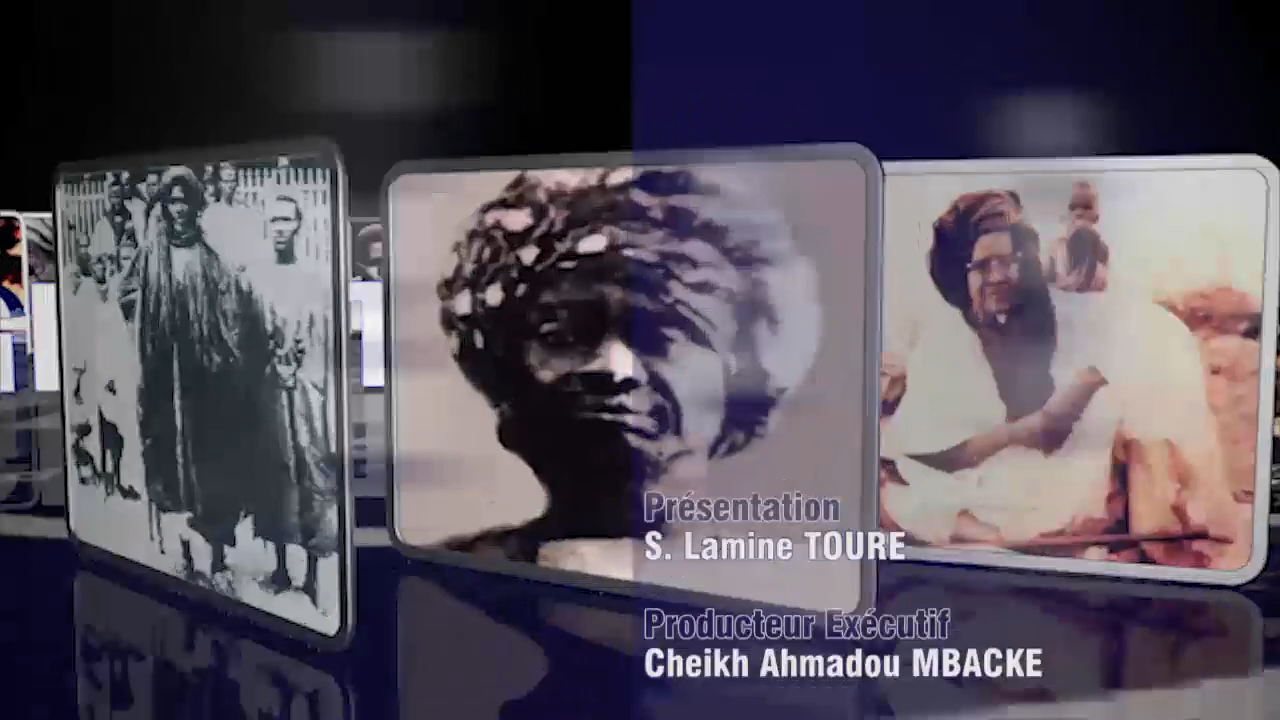 Présentation
S. Lamine TOURE
Producteur Exécutif
Cheikh Ahmadou MBACKE